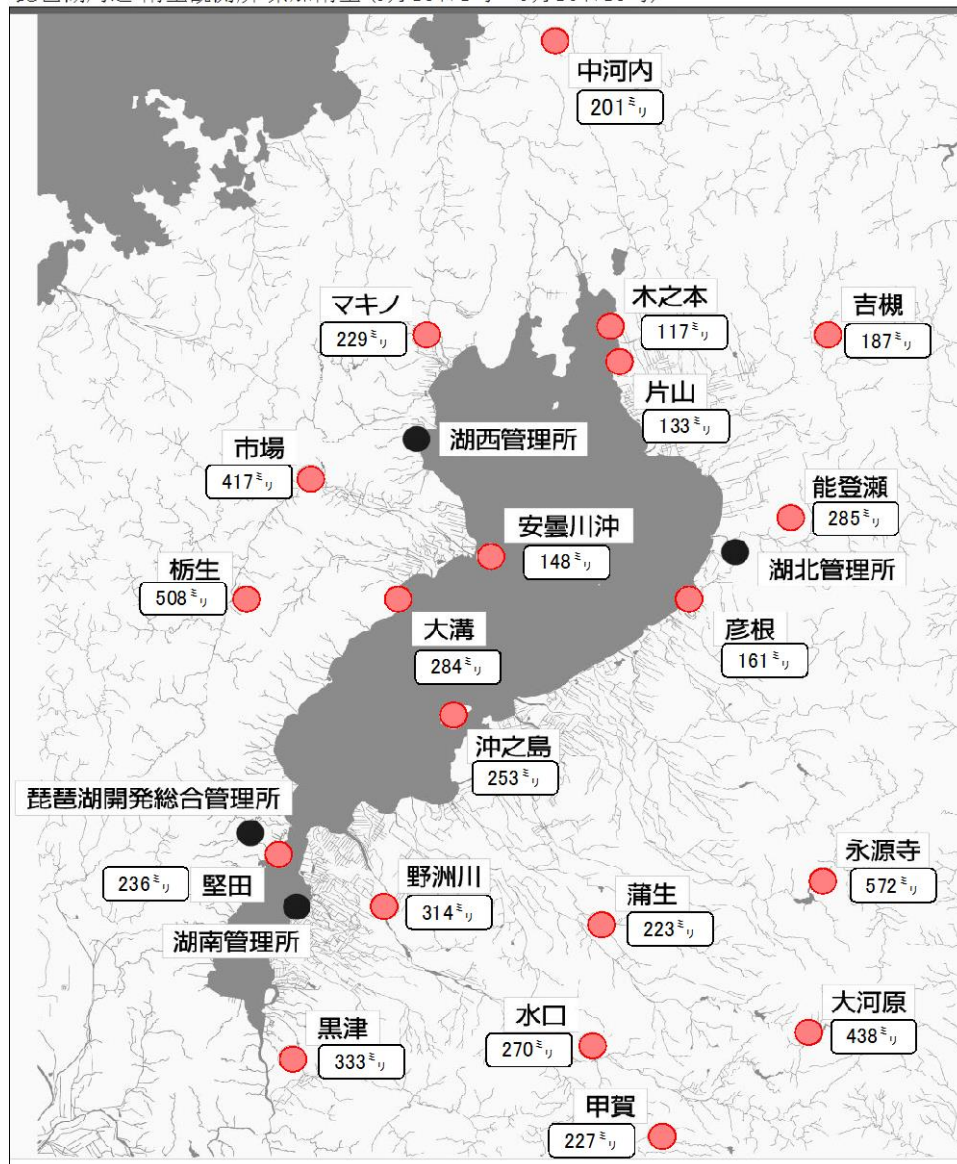 中河内
201ミリ
木之本
117ミリ
マキノ
229ミリ
吉槻
187ミリ
片山
133ミリ
湖西管理所
市場
417ミリ
能登瀬
285ミリ
安曇川沖
148ミリ
湖北管理所
栃生
508ミリ
大溝
284ミリ
彦根
161ミリ
沖之島
253ミリ
琵琶湖開発総合管理所
236ミリ
堅田
野洲川
314ミリ
永源寺
572ミリ
蒲生
223ミリ
湖南管理所
大河原
438ミリ
水口
270ミリ
黒津
333ミリ
甲賀
227ミリ